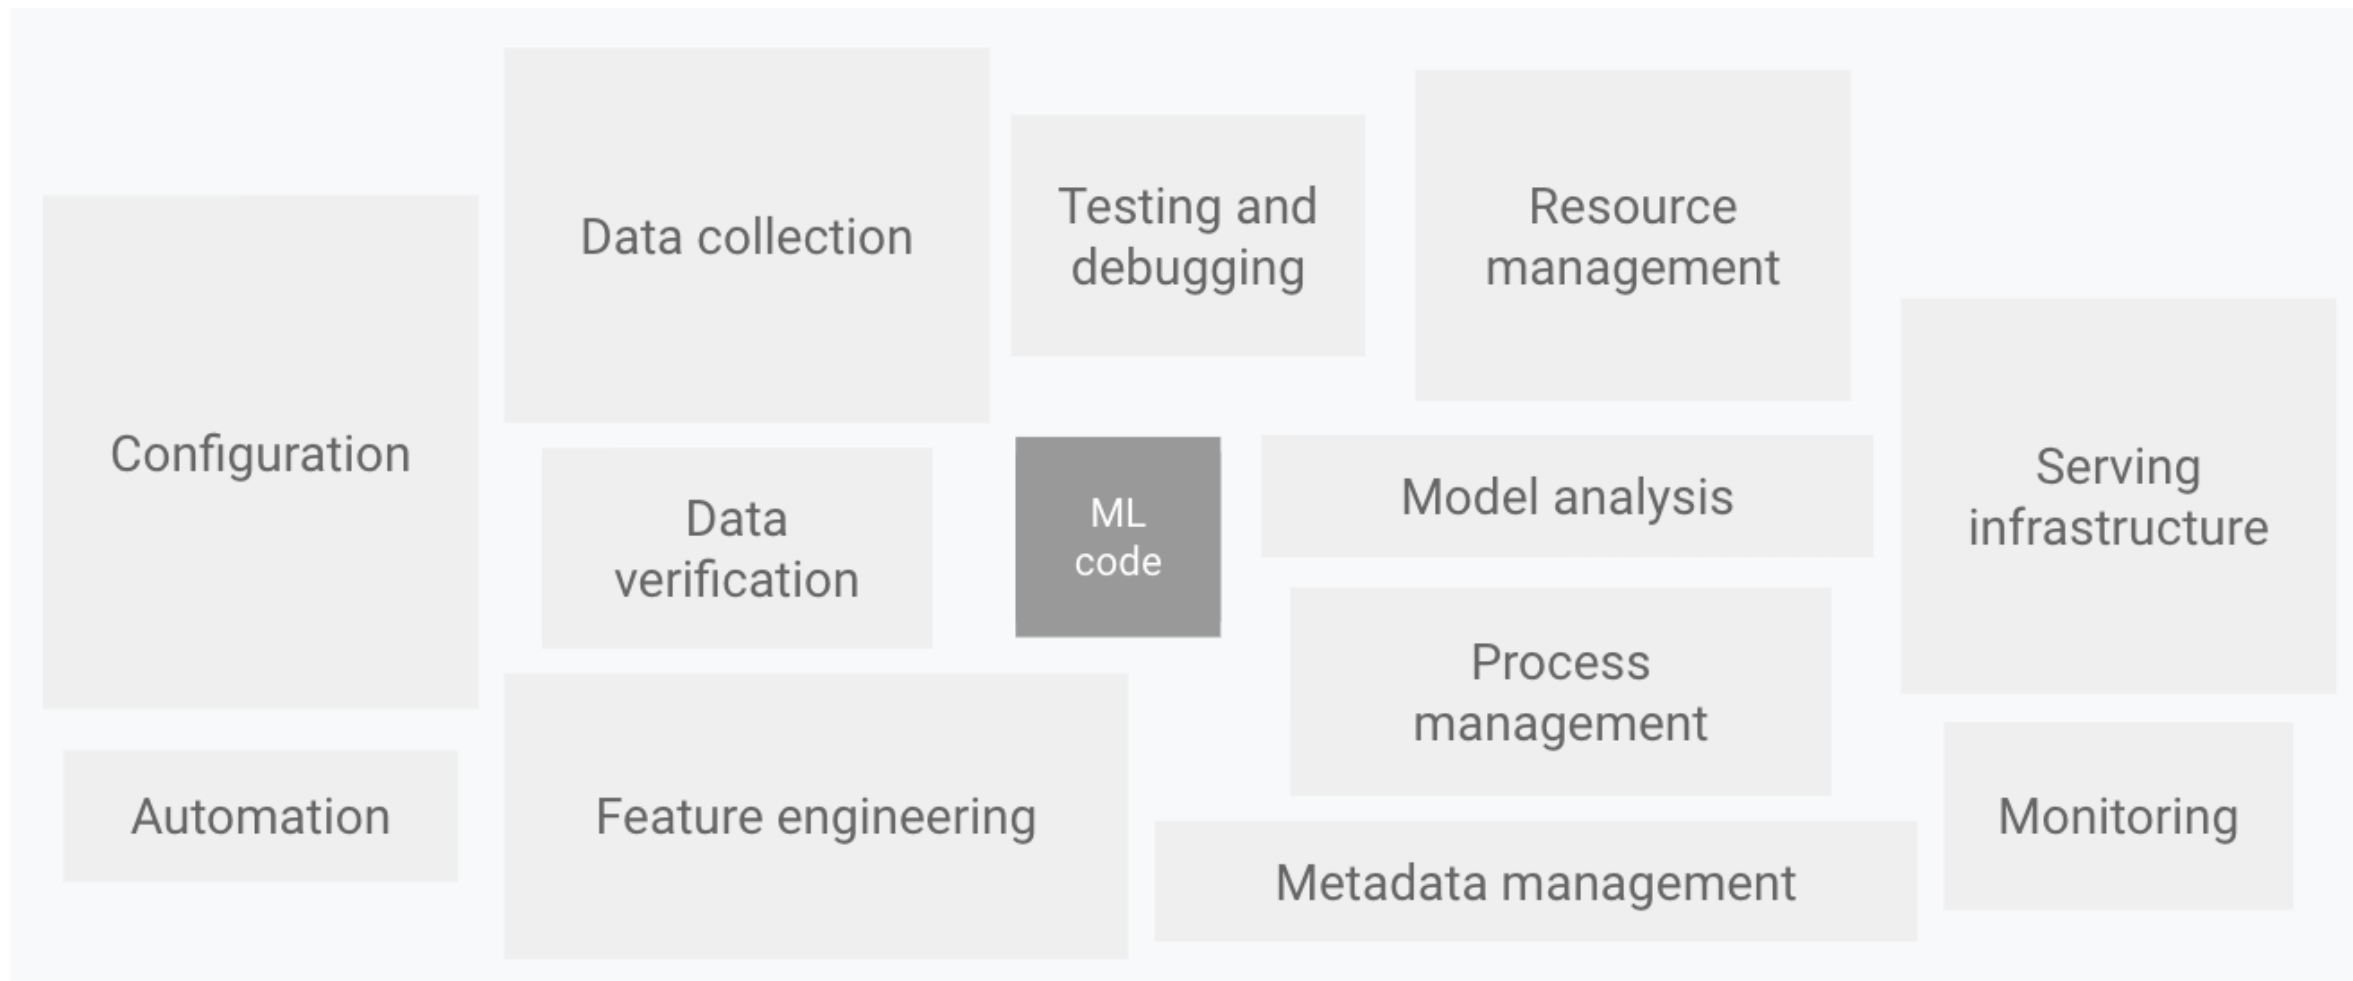 Configuration
Automation
Data collection
Data
verification
Feature engineering
Testing and
debugging
ML
code
Resource
management
Model analysis
Process
management
Metadata management
Serving
infrastructure
Monitoring